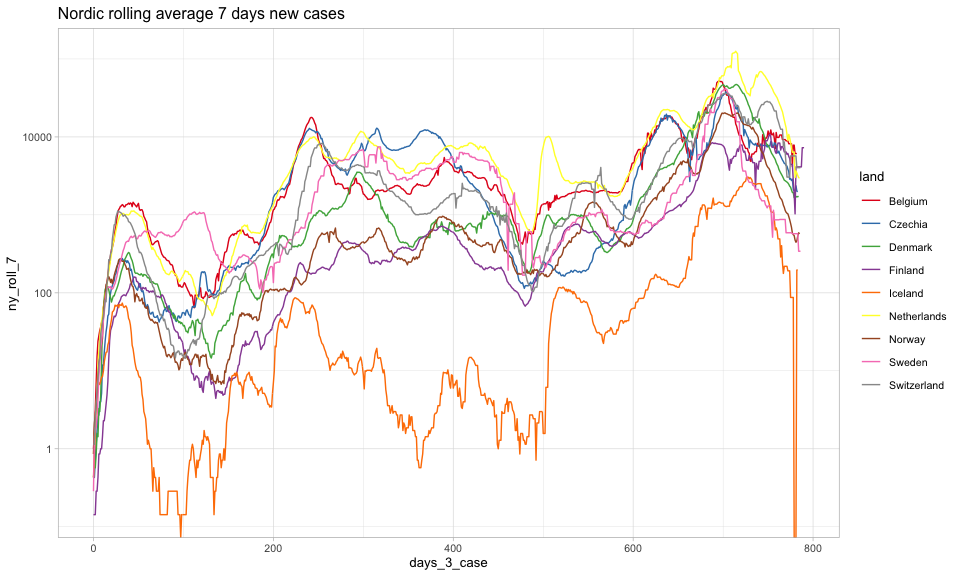 Nordic rolling average 7 days new cases
ny_roll_7
10000
100
1
0
200
400
600
800
days_3_case
land
Belgium
Czechia
Denmark
Finland
Iceland
Netherlands
Norway
Sweden
Switzerland